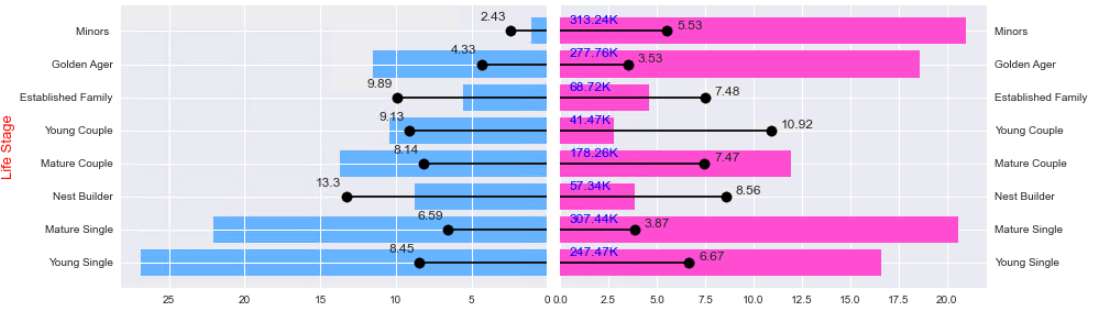 2.43 313.24K 5.53
Minors Minors
4.33 277.76K 3.53
Golden Ager Golden Ager
9.89 68.72K 7.48
Established Family Established Family
9.13 41.47K 10.92
Young Couple Young Couple
8.14 178.26K 7.47
Mature Couple Mature Couple
13.3 57.34K 8.56
Nest Builder Nest Builder
6.59 307.44K 3.87
Mature Single Mature Single
8.45 247.47K 6.67
Young Single Young Single
Life Stage
25 20 15 10 5 0 0.0 2.5 5.0 7.5 10.0 12.5 15.0 17.5 20.0